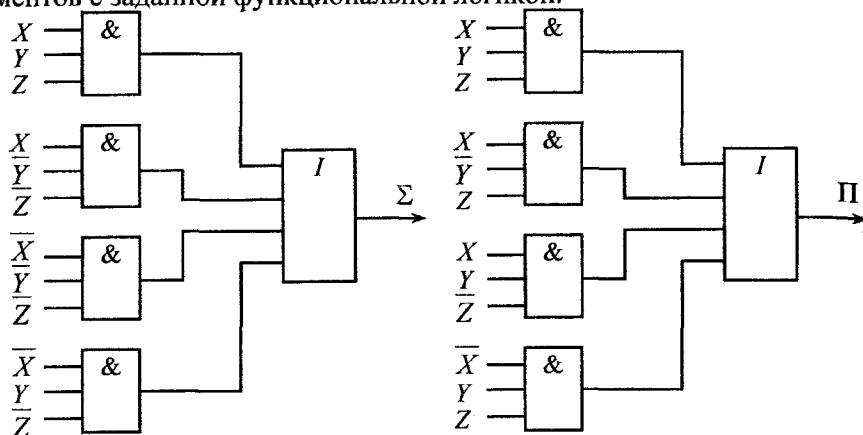 ментов с заданной функциональной логикой.
X
Y
Z
&
X
Y̅
Z̅
&
X̅
Y̅
Z̅
&
X̅
Y
Z̅
&
I
Σ
X
Y
Z
&
X
Y̅
Z
&
X
Y
Z̅
&
X̅
Y
Z
&
I
П